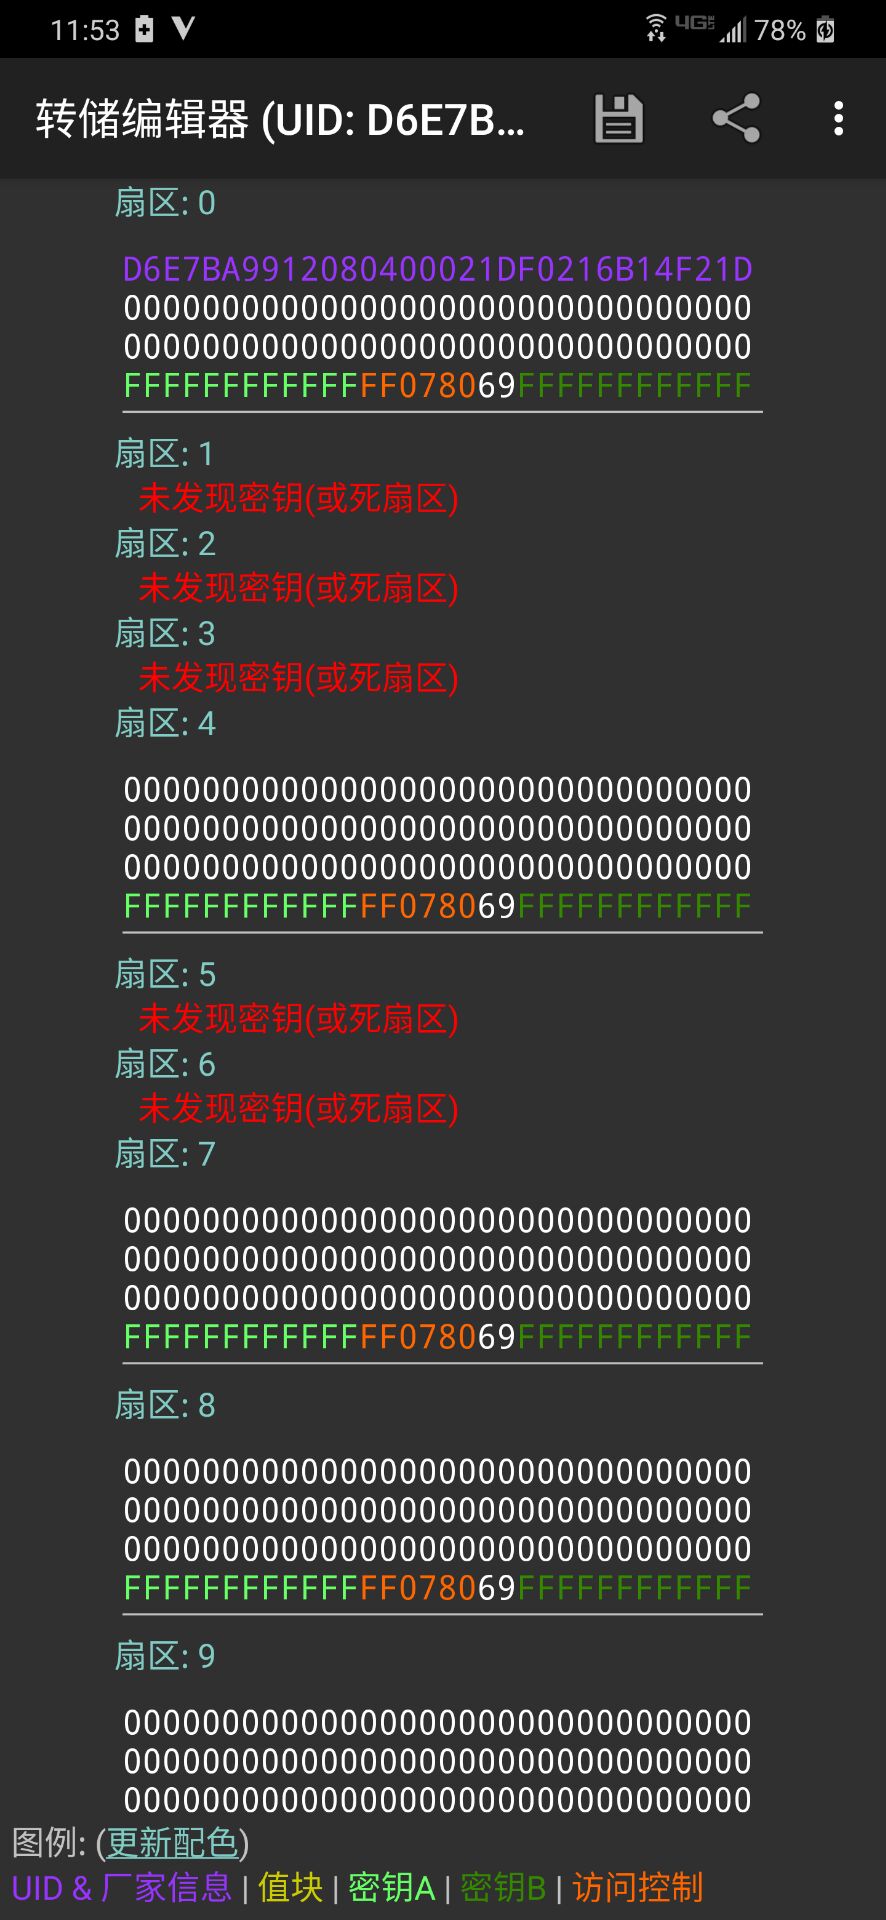 11:53 4G 78%
转储编辑器 (UID: D6E7B...
扇区: 0
D6E7BA9912080400021DF0216B14F21D
00000000000000000000000000000000
00000000000000000000000000000000
FFFFFFFFFFFFFF078069FFFFFFFFFFFF
扇区: 1
未发现密钥(或死扇区)
扇区: 2
未发现密钥(或死扇区)
扇区: 3
未发现密钥(或死扇区)
扇区: 4
00000000000000000000000000000000
00000000000000000000000000000000
00000000000000000000000000000000
FFFFFFFFFFFFFF078069FFFFFFFFFFFF
扇区: 5
未发现密钥(或死扇区)
扇区: 6
未发现密钥(或死扇区)
扇区: 7
00000000000000000000000000000000
00000000000000000000000000000000
00000000000000000000000000000000
FFFFFFFFFFFFFF078069FFFFFFFFFFFF
扇区: 8
00000000000000000000000000000000
00000000000000000000000000000000
00000000000000000000000000000000
FFFFFFFFFFFFFF078069FFFFFFFFFFFF
扇区: 9
00000000000000000000000000000000
00000000000000000000000000000000
00000000000000000000000000000000
图例: (更新配色)
UID & 厂家信息 | 值块 | 密钥A | 密钥B | 访问控制